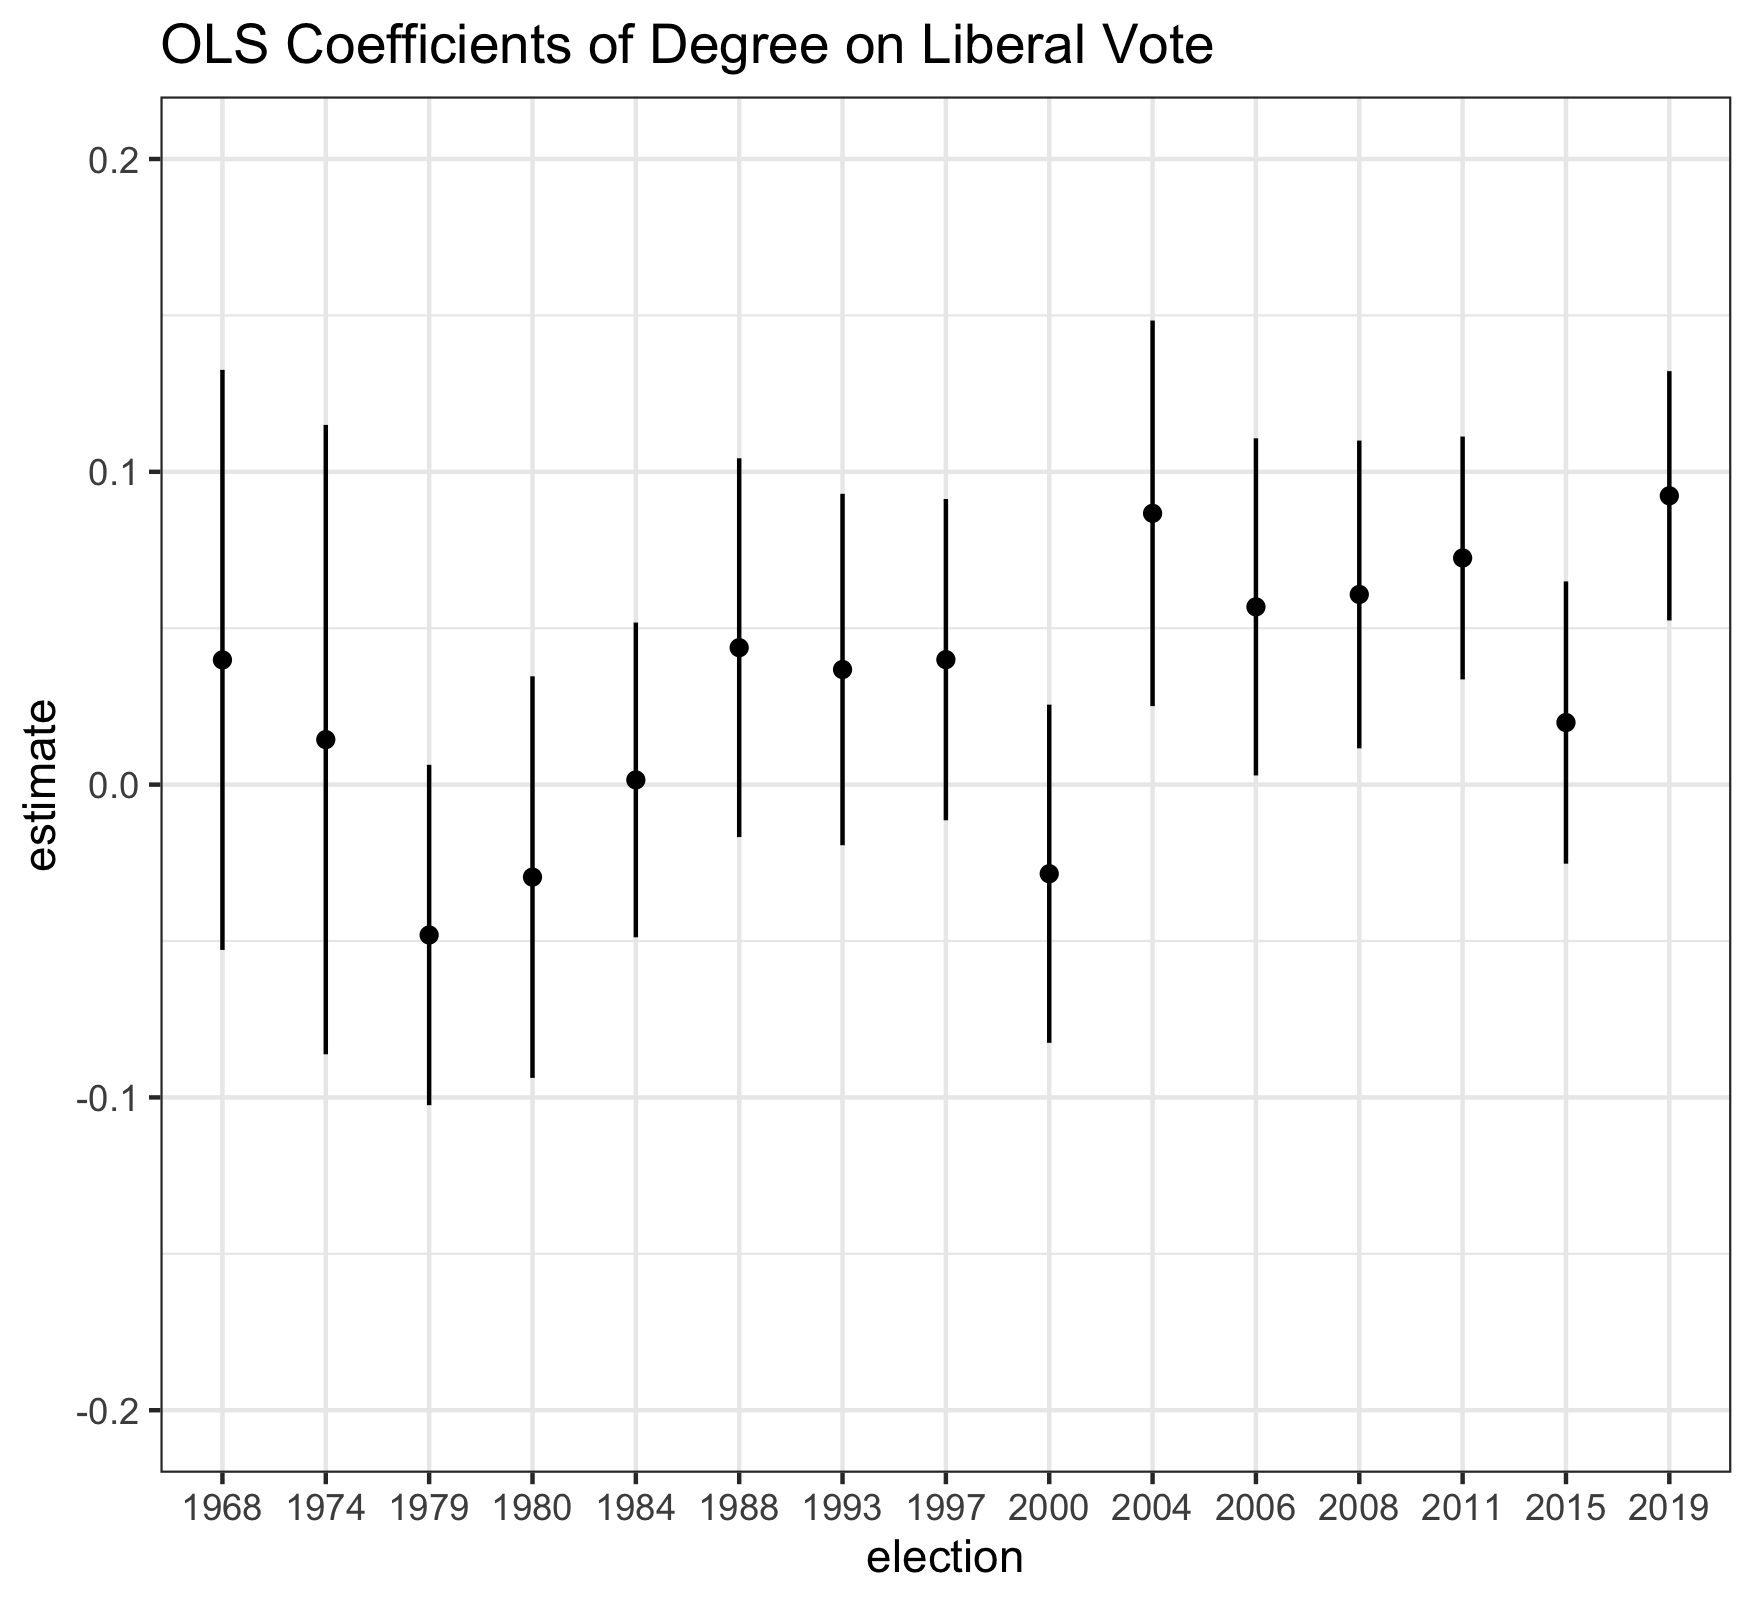 OLS Coefficients of Degree on Liberal Vote
0.2
0.1
0.0
-0.1
-0.2
estimate
1968 1974 1979 1980 1984 1988 1993 1997 2000 2004 2006 2008 2011 2015 2019
election